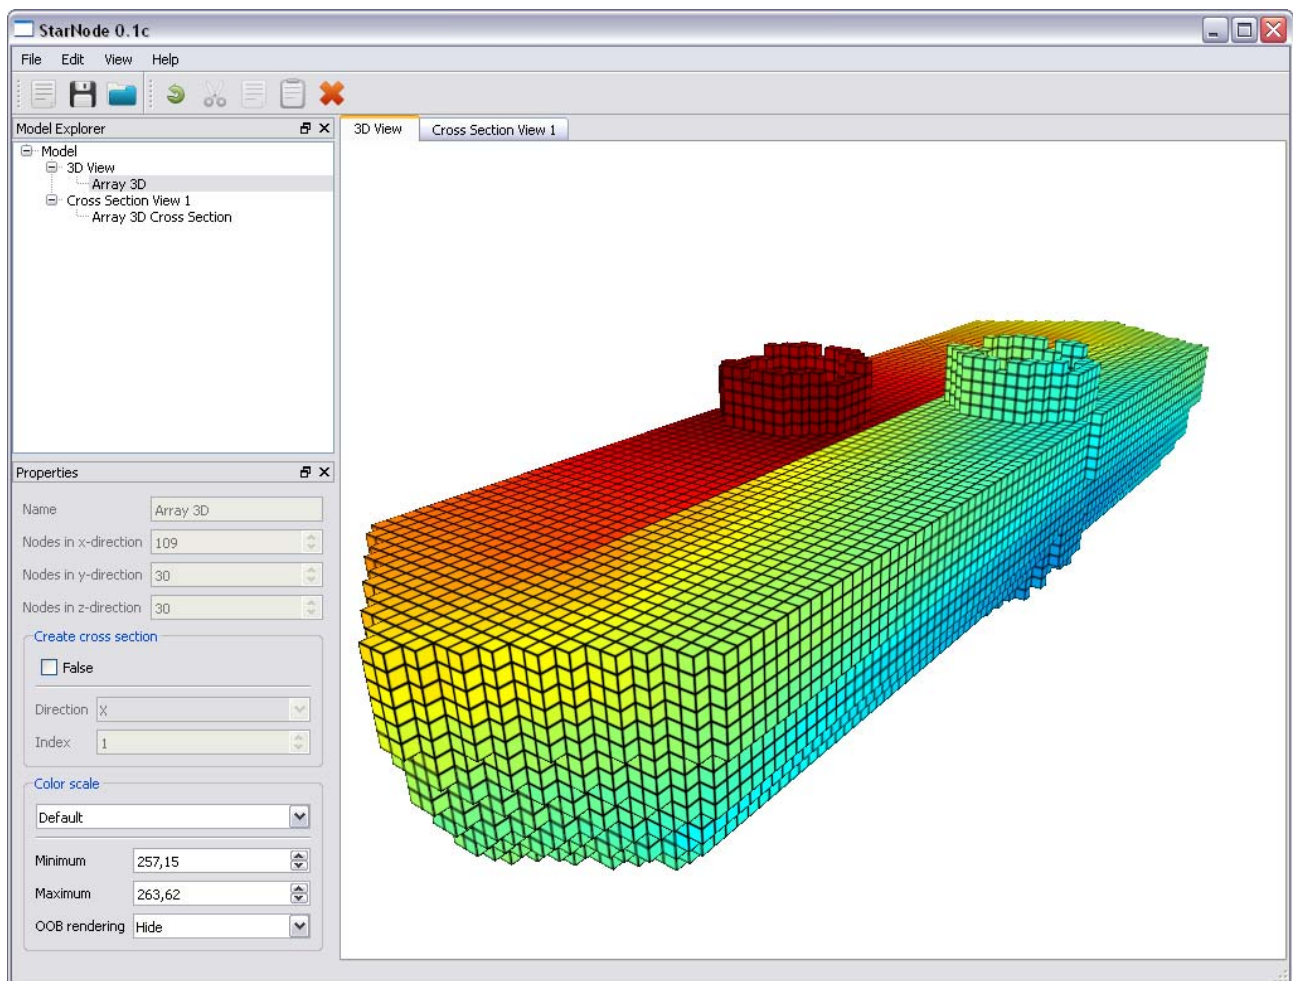 StarNode 0.1c
File Edit View Help
Model Explorer
Model
3D View
Array 3D
Cross Section View 1
Array 3D Cross Section
Properties
Name Array 3D
Nodes in x-direction 109
Nodes in y-direction 30
Nodes in z-direction 30
Create cross section
False
Direction X
Index 1
Color scale
Default
Minimum 257,15
Maximum 263,62
OOB rendering Hide
3D View Cross Section View 1